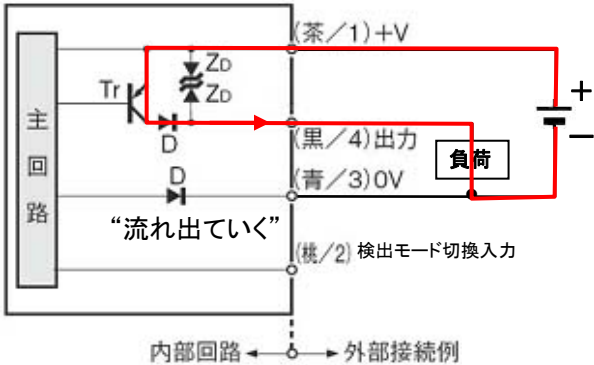 (茶／1)＋V
ZD
ZD
Tr
D
(黒／4)出力
＋
−
主回路
負荷
D
(青／3)0V
“流れ出ていく”
(桃／2) 検出モード切換入力
内部回路 外部接続例